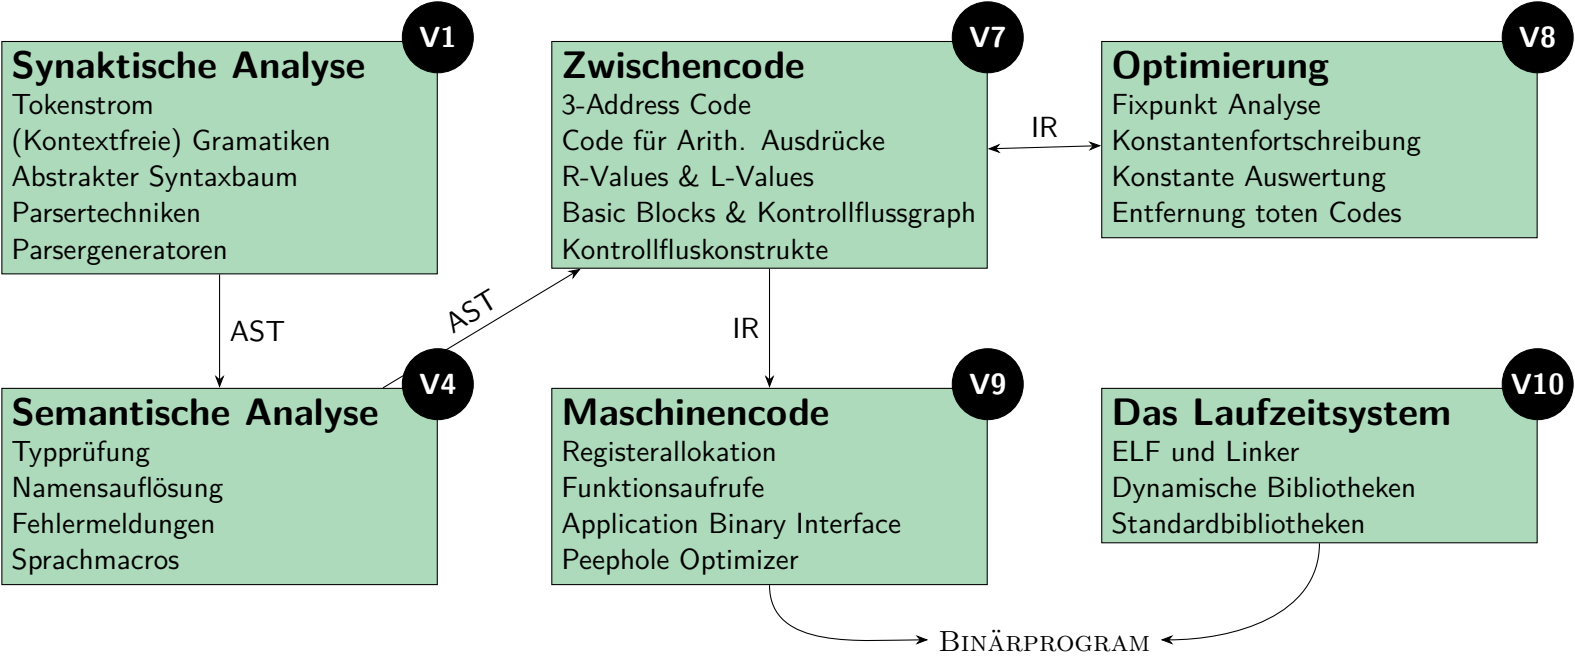 V1
Synaktische Analyse
Tokenstrom
(Kontextfreie) Gramatiken
Abstrakter Syntaxbaum
Parsertechniken
Parsergeneratoren
AST
V4
Semantische Analyse
Typprüfung
Namensauflösung
Fehlermeldungen
Sprachmacros
AST
V7
Zwischencode
3-Address Code
Code für Arith. Ausdrücke
R-Values & L-Values
Basic Blocks & Kontrollflussgraph
Kontrollfluskonstrukte
IR
V8
Optimierung
Fixpunkt Analyse
Konstantenfortschreibung
Konstante Auswertung
Entfernung toten Codes
IR
V9
Maschinencode
Registerallokation
Funktionsaufrufe
Application Binary Interface
Peephole Optimizer
V10
Das Laufzeitsystem
ELF und Linker
Dynamische Bibliotheken
Standardbibliotheken
BINÄRPROGRAM